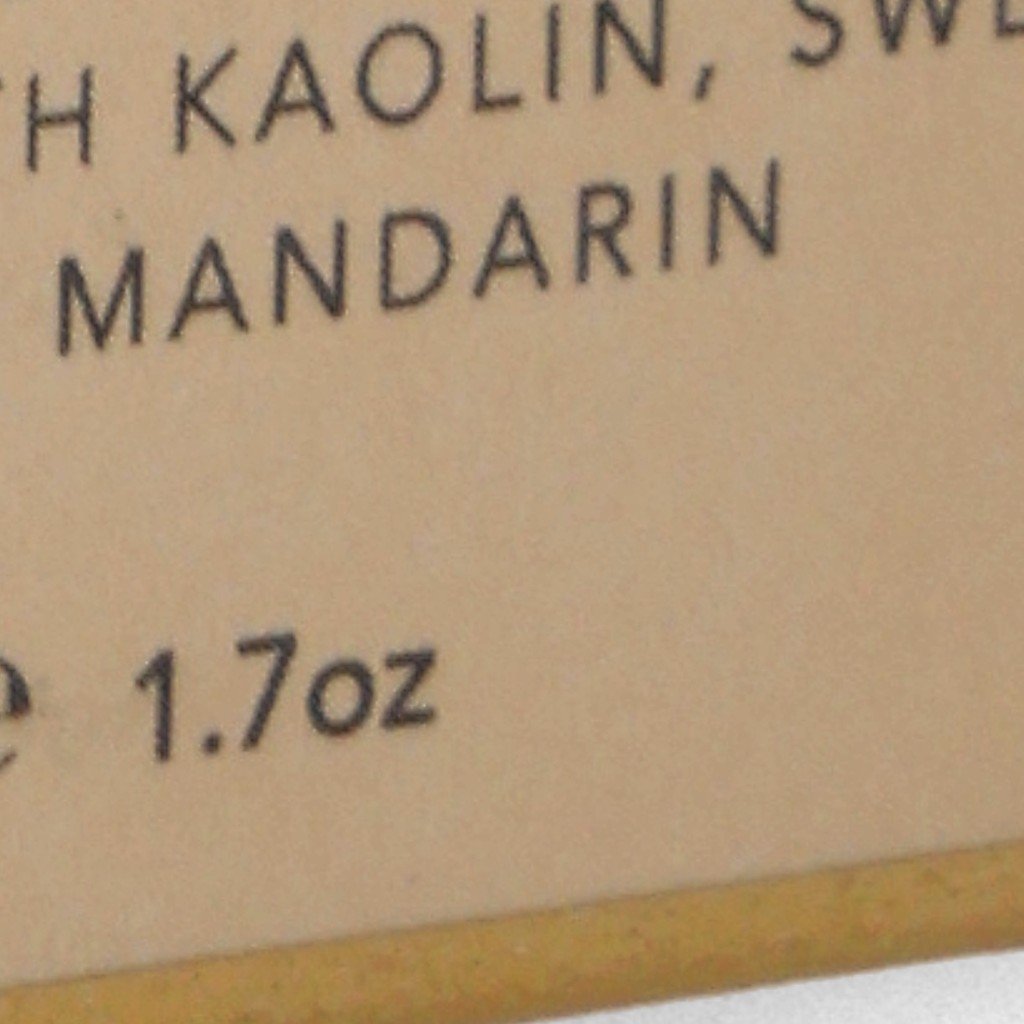 KAOLIN,
MANDARIN
℮ 1.7oz